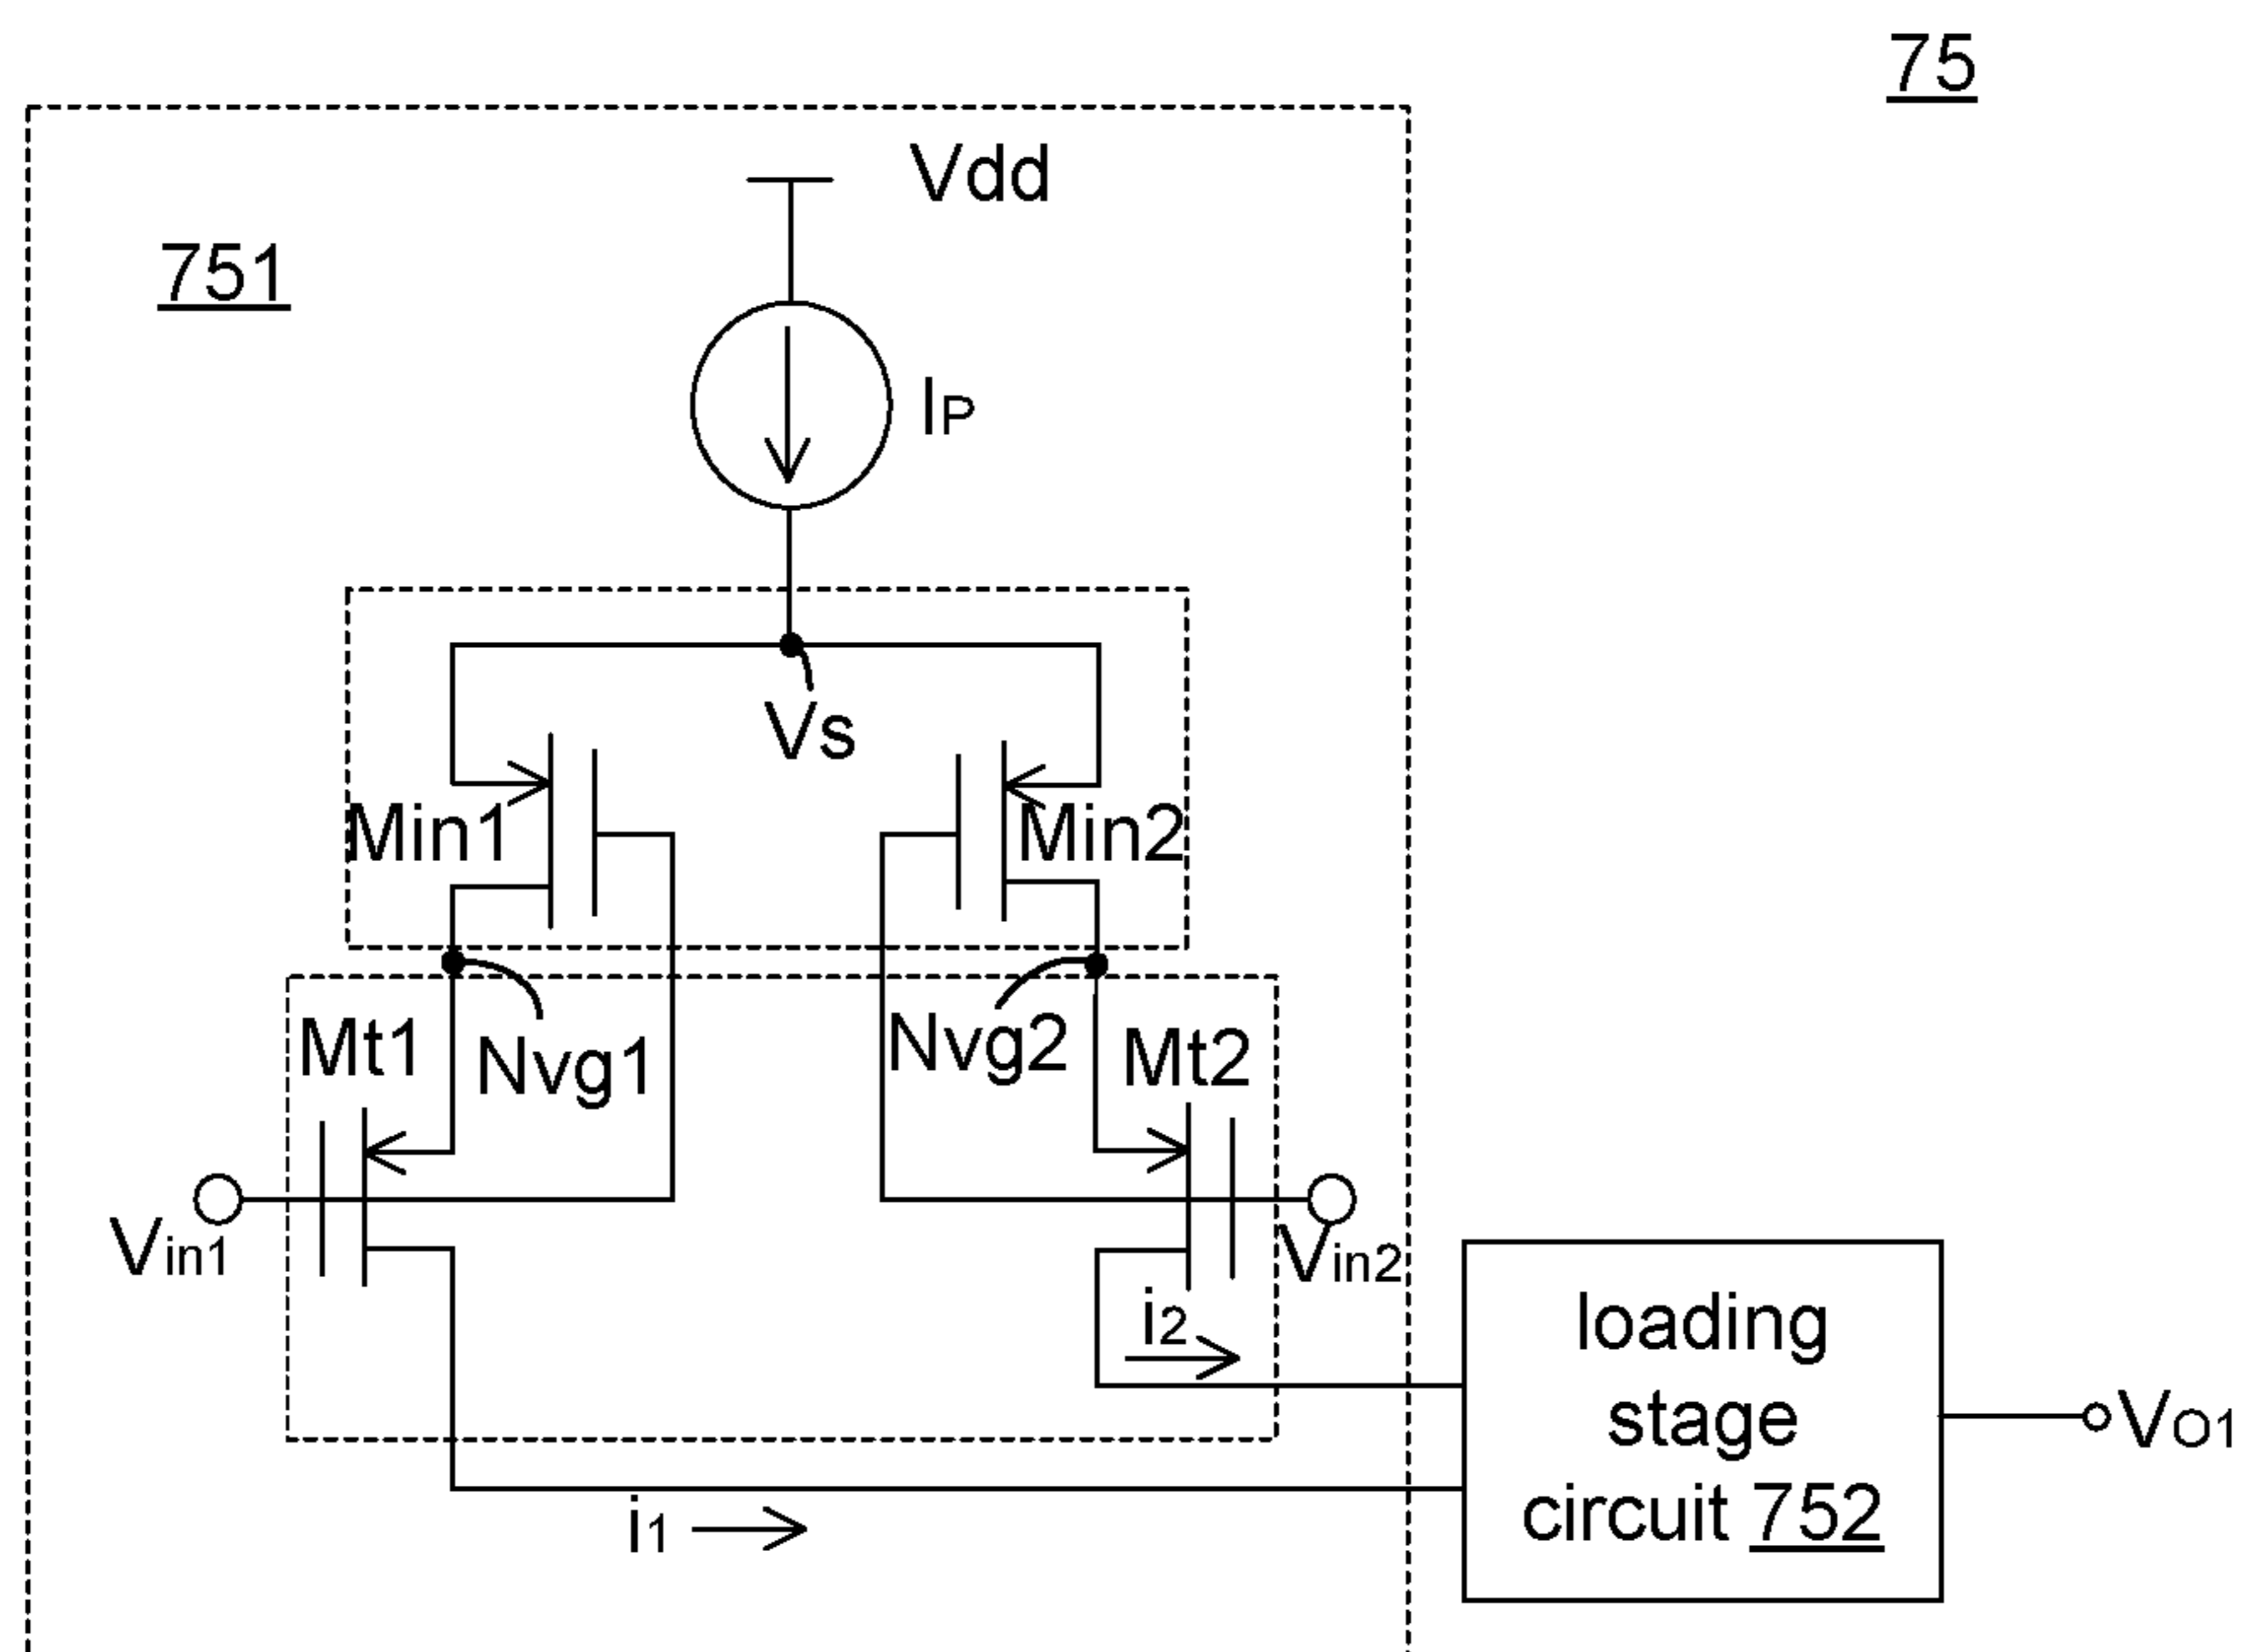 75
Vdd
751
IP
Vs
Min1
Min2
Mt1
Nvg1
Nvg2
Mt2
Vin1
Vin2
i2
loading
stage
circuit 752
VO1
i1